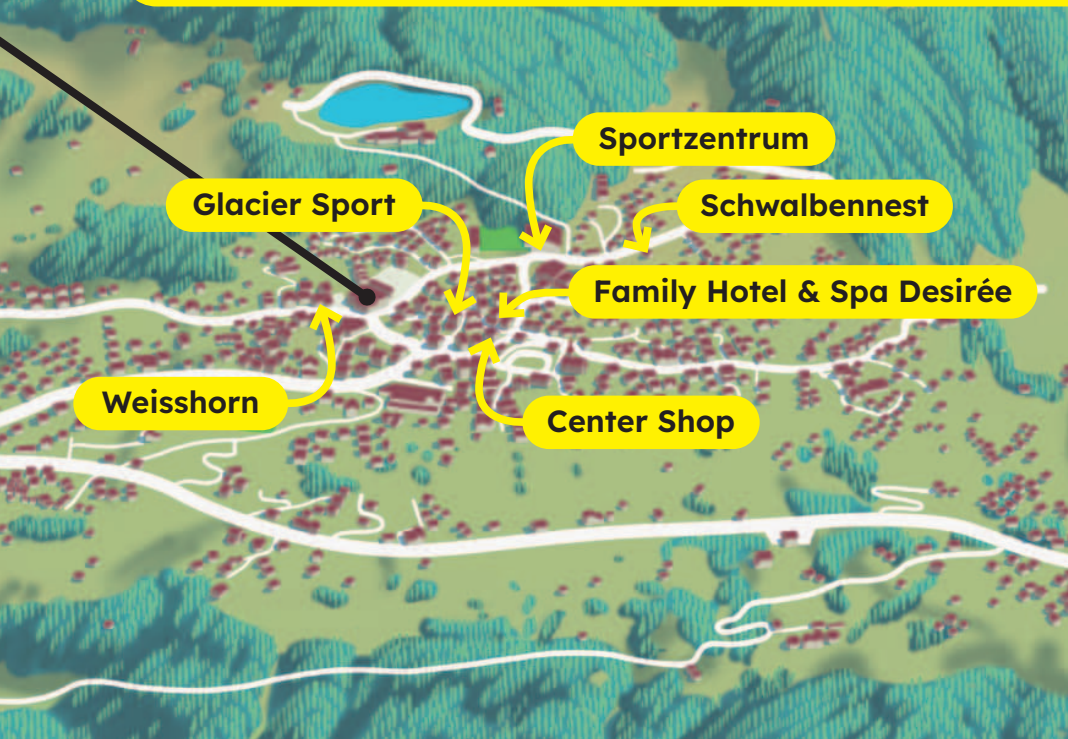 Sportzentrum
Glacier Sport
Schwalbennest
Family Hotel & Spa Desirée
Weisshorn
Center Shop